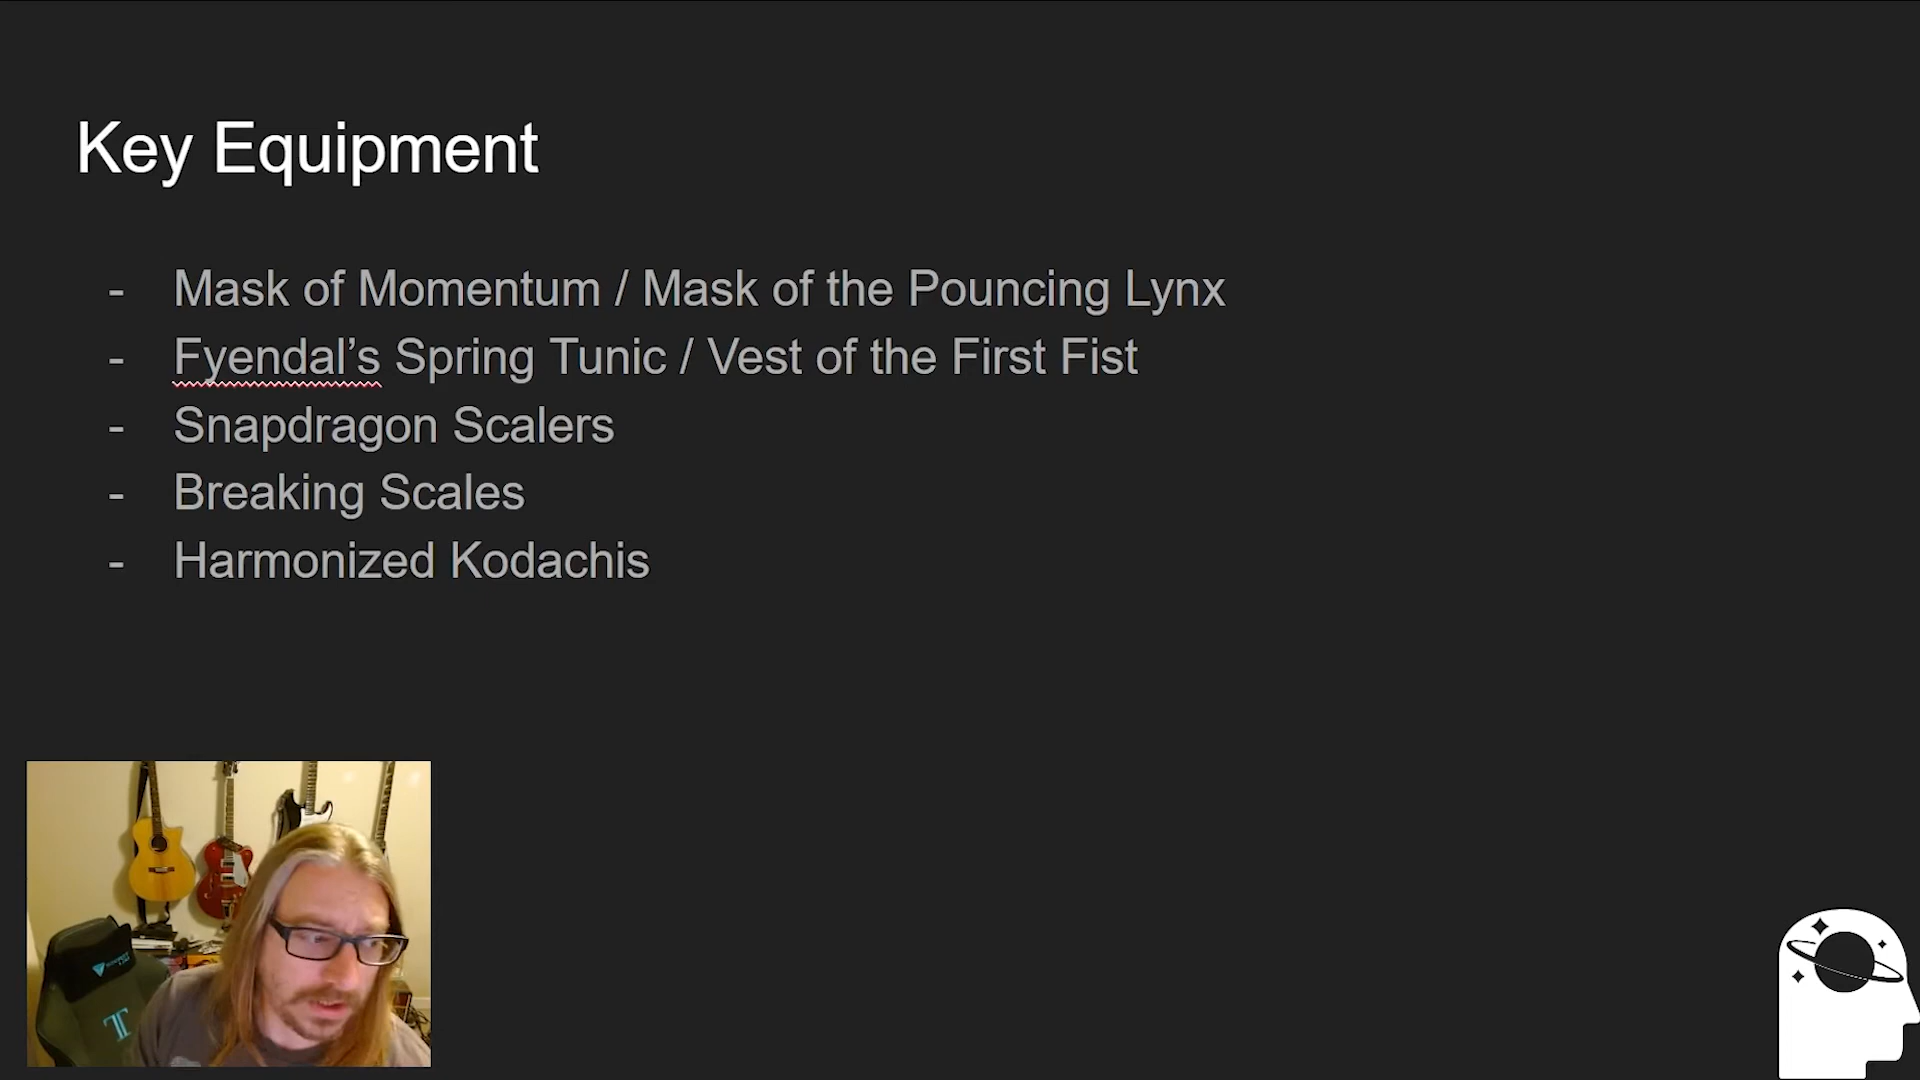 Key Equipment
- Mask of Momentum / Mask of the Pouncing Lynx
- Fyendal’s Spring Tunic / Vest of the First Fist
- Snapdragon Scalers
- Breaking Scales
- Harmonized Kodachis